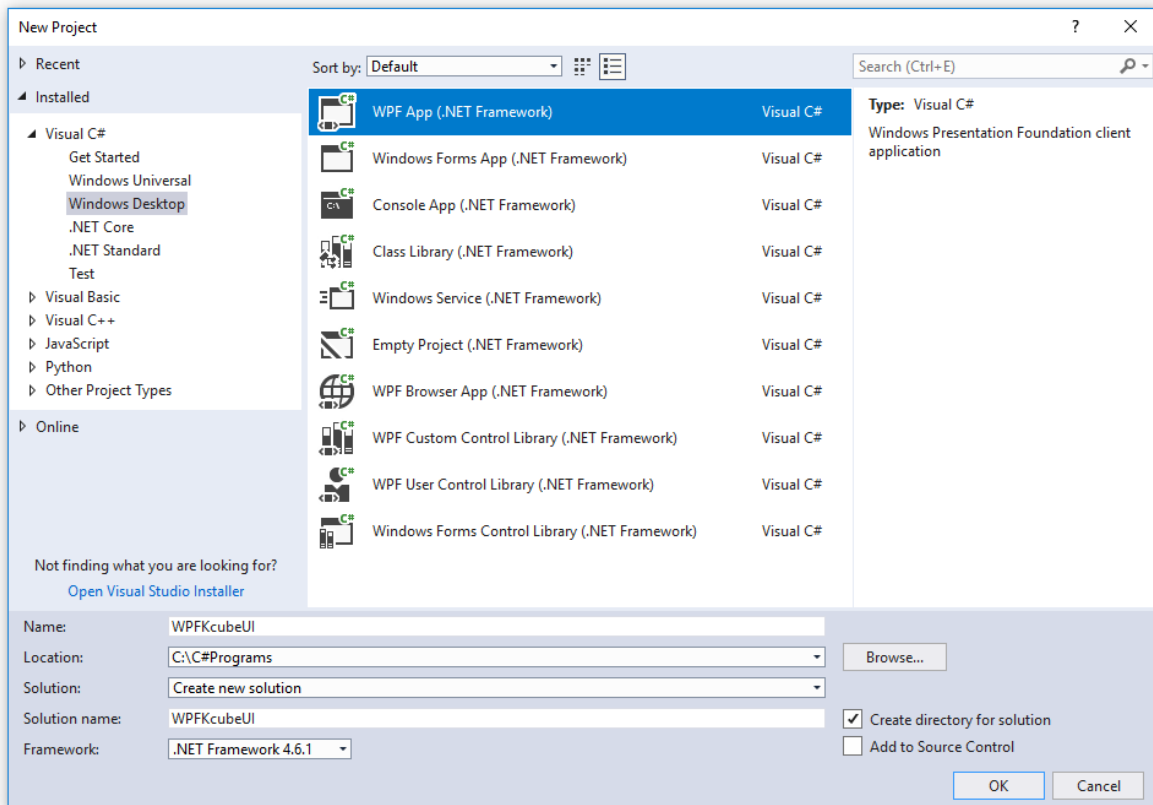 New Project
?
Recent
Installed
Visual C#
Get Started
Windows Universal
Windows Desktop
.NET Core
.NET Standard
Test
Visual Basic
Visual C++
JavaScript
Python
Other Project Types
Online
Not finding what you are looking for?
Open Visual Studio Installer
Sort by: Default
C# WPF App (.NET Framework) Visual C#
C# Windows Forms App (.NET Framework) Visual C#
C# C:\ Console App (.NET Framework) Visual C#
C# Class Library (.NET Framework) Visual C#
C# Windows Service (.NET Framework) Visual C#
C# Empty Project (.NET Framework) Visual C#
C# WPF Browser App (.NET Framework) Visual C#
C# WPF Custom Control Library (.NET Framework) Visual C#
C# WPF User Control Library (.NET Framework) Visual C#
C# Windows Forms Control Library (.NET Framework) Visual C#
Search (Ctrl+E)
Type: Visual C#
Windows Presentation Foundation client
application
Name: WPFKcubeUI
Location: C:\C#Programs Browse...
Solution: Create new solution
Solution name: WPFKcubeUI Create directory for solution
Framework: .NET Framework 4.6.1 Add to Source Control
OK Cancel